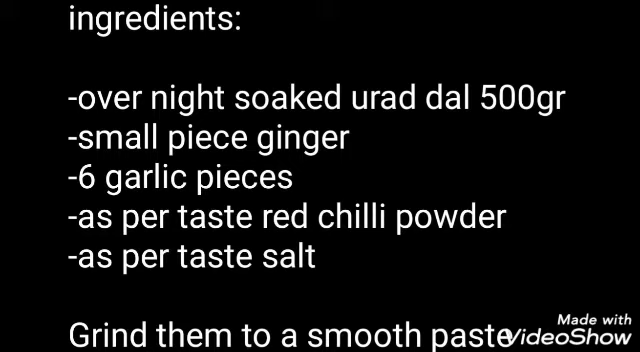 ingredients:
-over night soaked urad dal 500gr
-small piece ginger
-6 garlic pieces
-as per taste red chilli powder
-as per taste salt
Grind them to a smooth paste
Made with
VideoShow